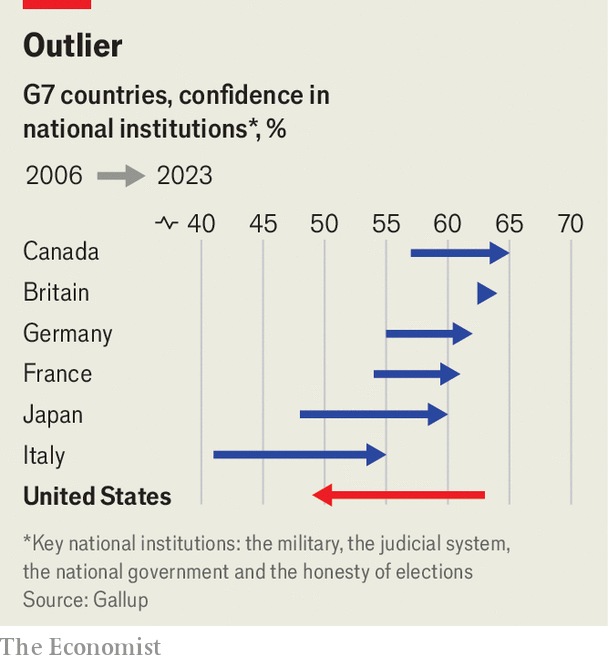 Outlier
G7 countries, confidence in
national institutions*, %
2006 2023
40 45 50 55 60 65 70
Canada
Britain
Germany
France
Japan
Italy
United States
*Key national institutions: the military, the judicial system,
the national government and the honesty of elections
Source: Gallup
The Economist